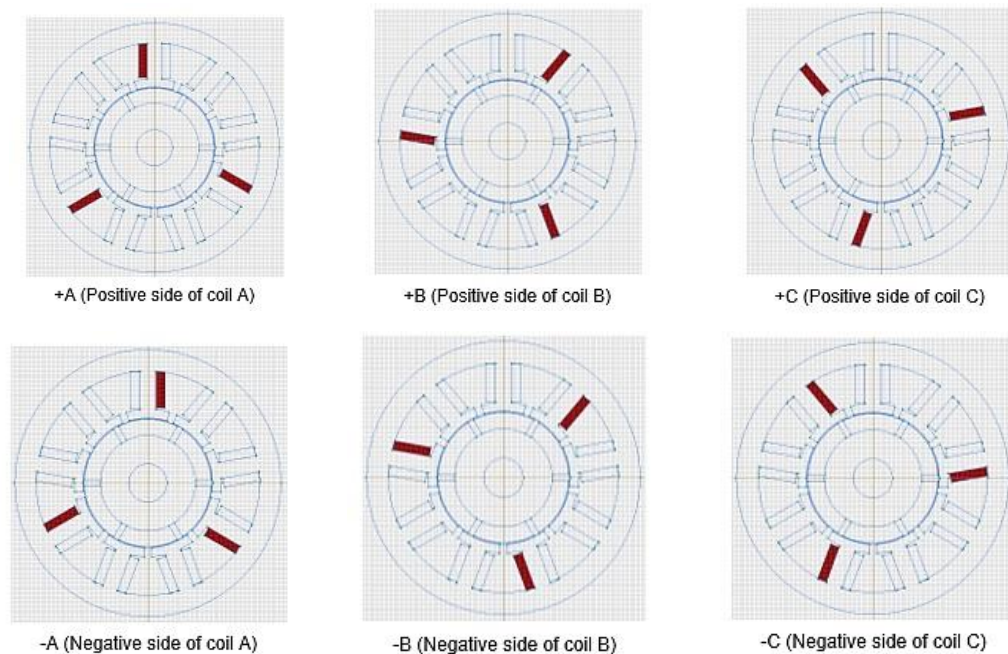 +A (Positive side of coil A)
+B (Positive side of coil B)
+C (Positive side of coil C)
-A (Negative side of coil A)
-B (Negative side of coil B)
-C (Negative side of coil C)